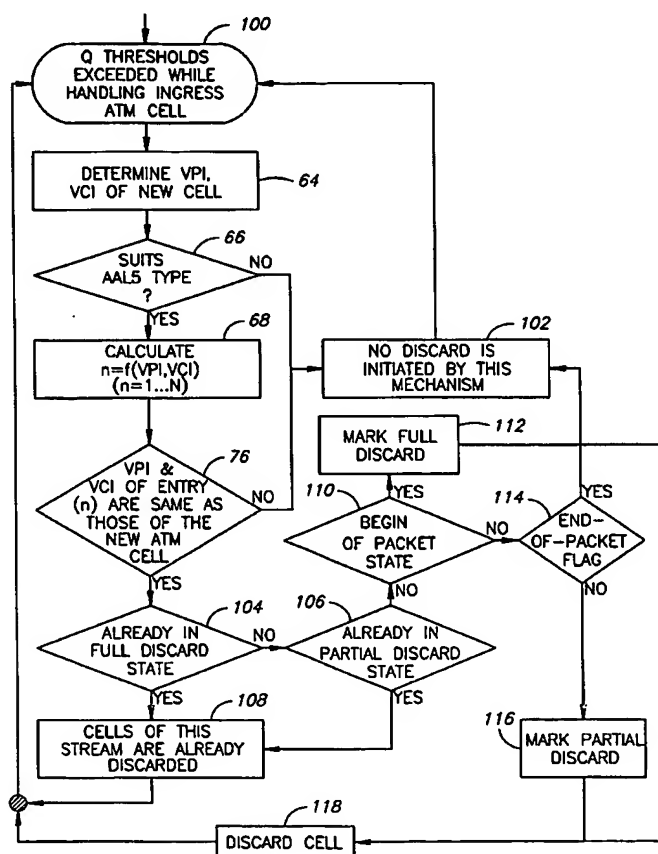 100
Q THRESHOLDS
EXCEEDED WHILE
HANDLING INGRESS
ATM CELL
DETERMINE VPI,
VCI OF NEW CELL
64
66
SUITS
AAL5 TYPE
?
NO
YES
68
CALCULATE
n=f(VPI,VCI)
(n=1...N)
102
NO DISCARD IS
INITIATED BY THIS
MECHANISM
112
MARK FULL
DISCARD
76
VPI &
VCI OF ENTRY
(n) ARE SAME AS
THOSE OF THE
NEW ATM
CELL
NO
YES
110
YES
BEGIN
OF PACKET
STATE
NO
NO
114
YES
END-
OF-PACKET
FLAG
NO
104
ALREADY IN
FULL DISCARD
STATE
NO
YES
106
ALREADY IN
PARTIAL DISCARD
STATE
YES
108
CELLS OF THIS
STREAM ARE ALREADY
DISCARDED
116
MARK PARTIAL
DISCARD
118
DISCARD CELL